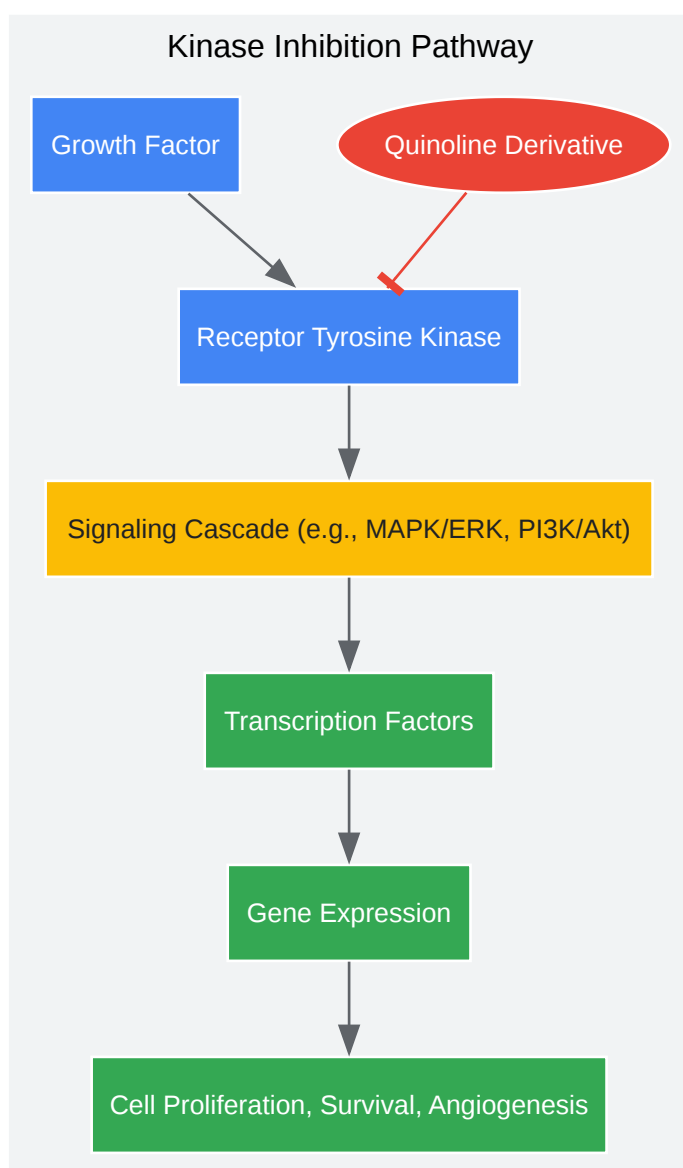 Kinase Inhibition Pathway
Growth Factor
Quinoline Derivative
Receptor Tyrosine Kinase
Signaling Cascade (e.g., MAPK/ERK, PI3K/Akt)
Transcription Factors
Gene Expression
Cell Proliferation, Survival, Angiogenesis